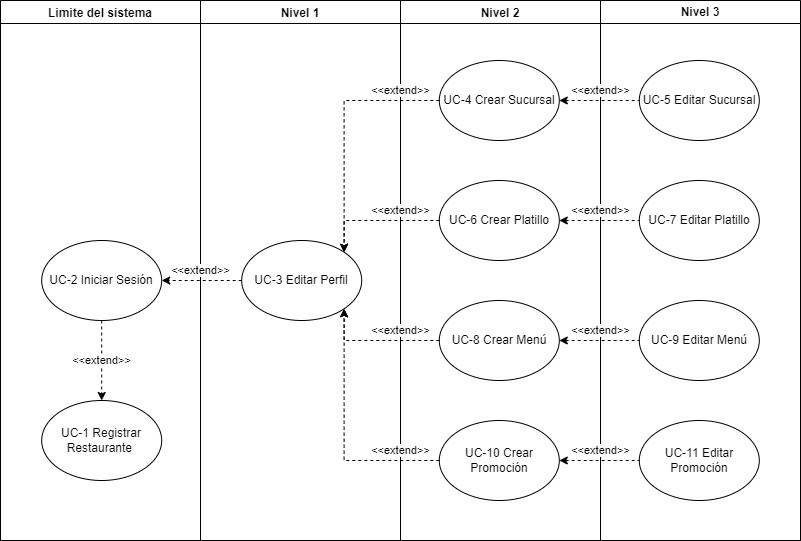 Limite del sistema
Nivel 1
Nivel 2
Nivel 3
<<extend>>
UC-4 Crear Sucursal
<<extend>>
UC-5 Editar Sucursal
<<extend>>
UC-6 Crear Platillo
<<extend>>
UC-7 Editar Platillo
UC-2 Iniciar Sesión
<<extend>>
UC-3 Editar Perfil
<<extend>>
UC-8 Crear Menú
<<extend>>
UC-9 Editar Menú
<<extend>>
UC-1 Registrar
Restaurante
<<extend>>
UC-10 Crear
Promoción
<<extend>>
UC-11 Editar
Promoción